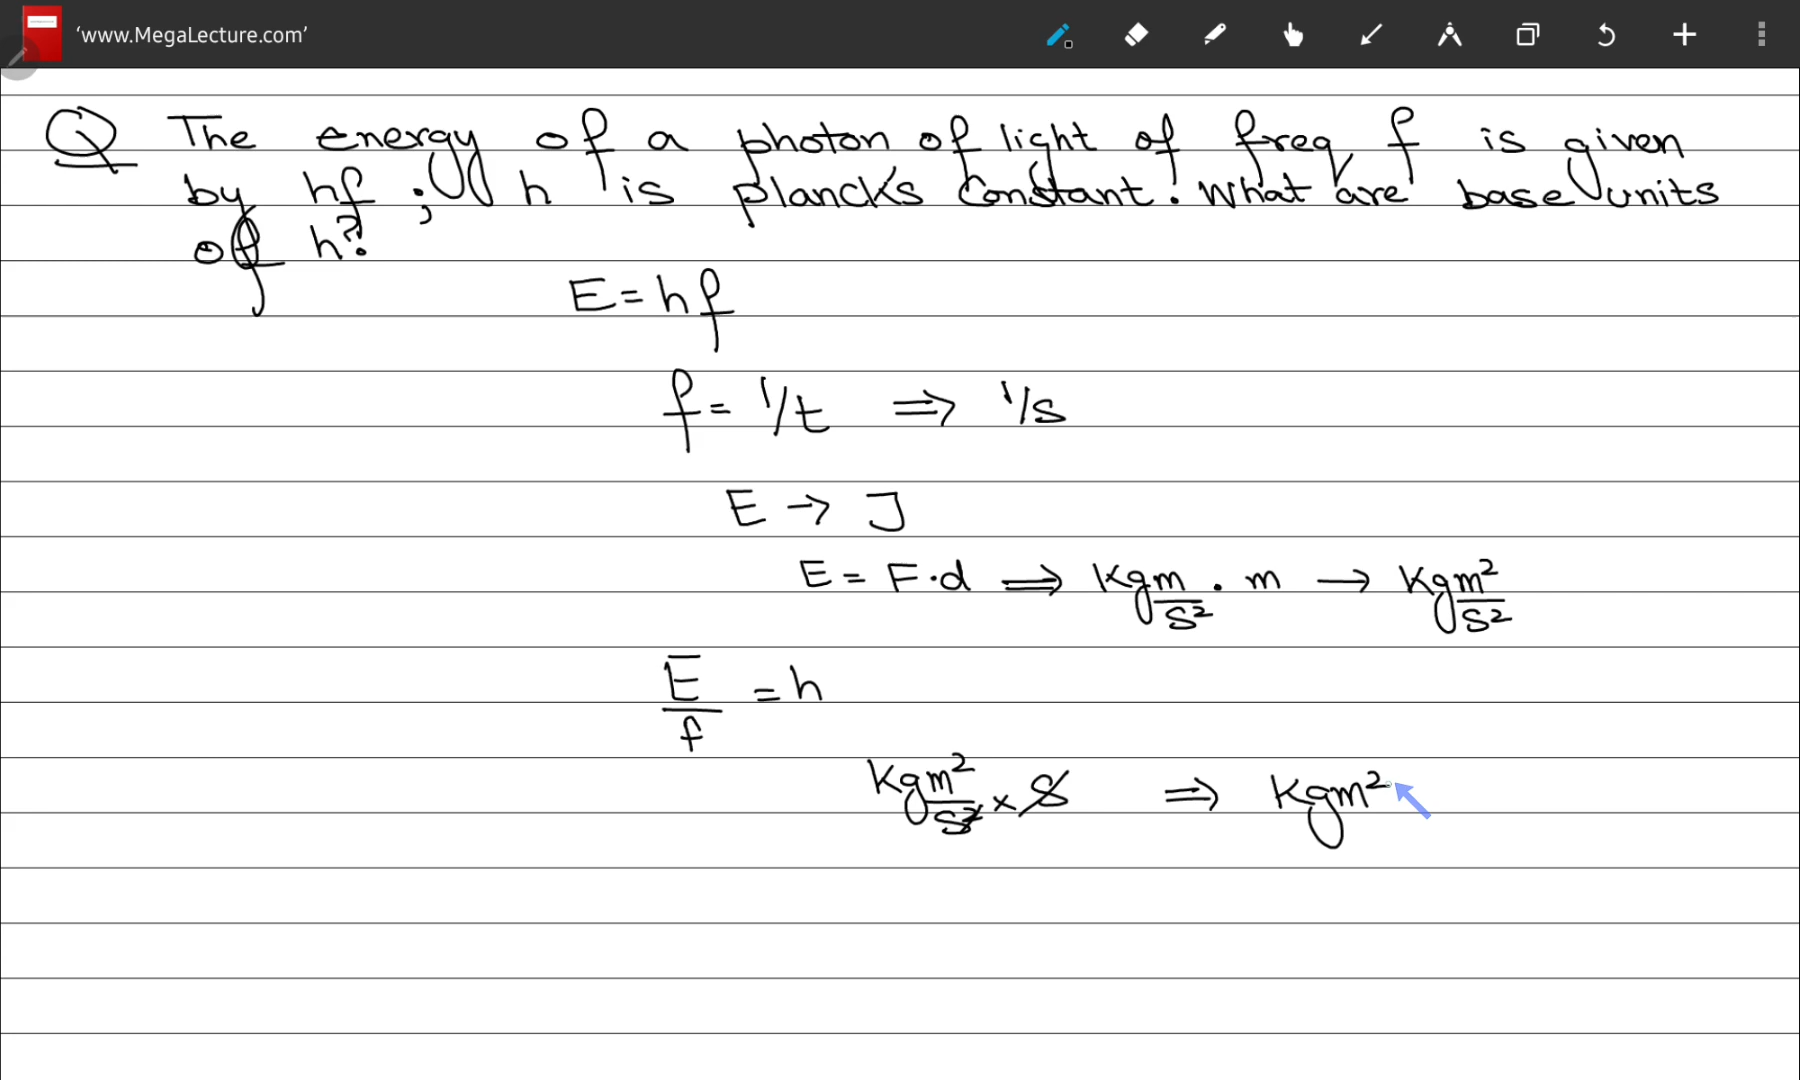 'www.MegaLecture.com'
Q The energy of a photon of light of freq f is given
by hf ; h is planck's Constant. What are base units
of h?
E = hf
f = 1/t ⇒ 1/s
E → J
E = F·d ⇒ Kgm/s² · m → Kgm²/s²
E/f = h
Kgm²/s² × s ⇒ Kgm²